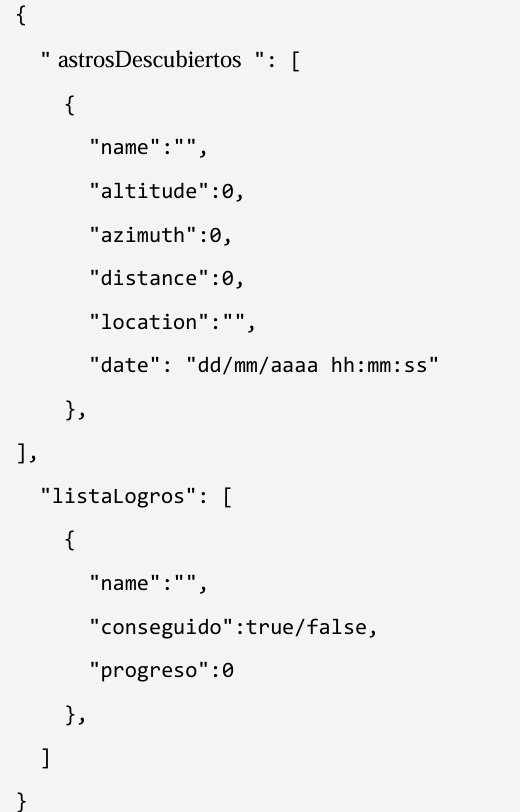 {
" astrosDescubiertos ": [
{
"name":"",
"altitude":0,
"azimuth":0,
"distance":0,
"location":"",
"date": "dd/mm/aaaa hh:mm:ss"
},
],
"listaLogros": [
{
"name":"",
"conseguido":true/false,
"progreso":0
},
]
}